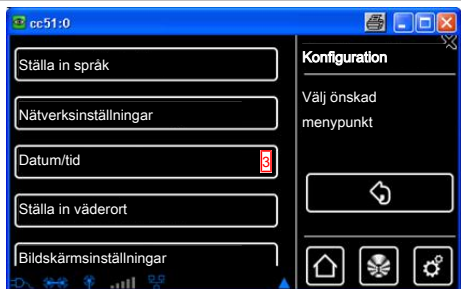 cc51:0
Ställa in språk
Nätverksinställningar
Datum/tid
3
Ställa in väderort
Bildskärmsinställningar
Konfiguration
Välj önskad
menypunkt